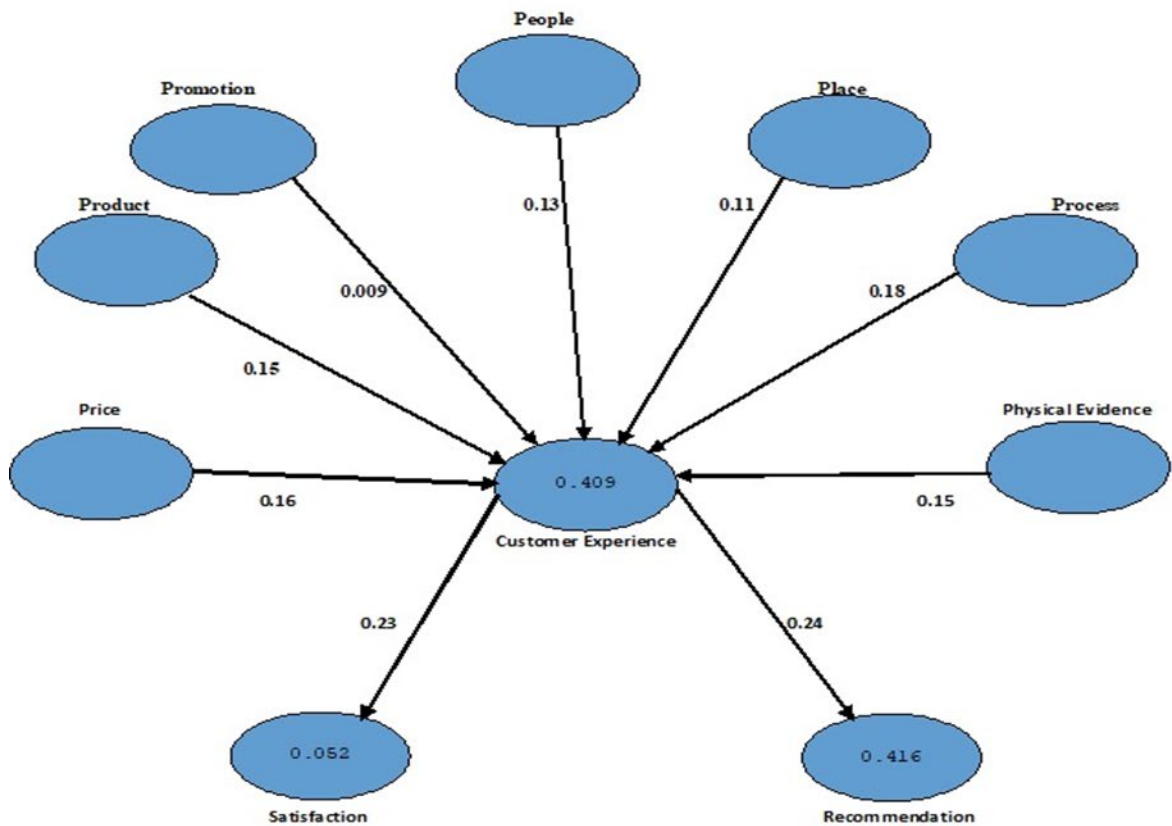 People
Promotion
Place
Product
Process
0.13
0.11
0.009
0.18
0.15
Price
Physical Evidence
0.409
0.16
0.15
Customer Experience
0.23
0.24
0.052
0.416
Satisfaction
Recommendation